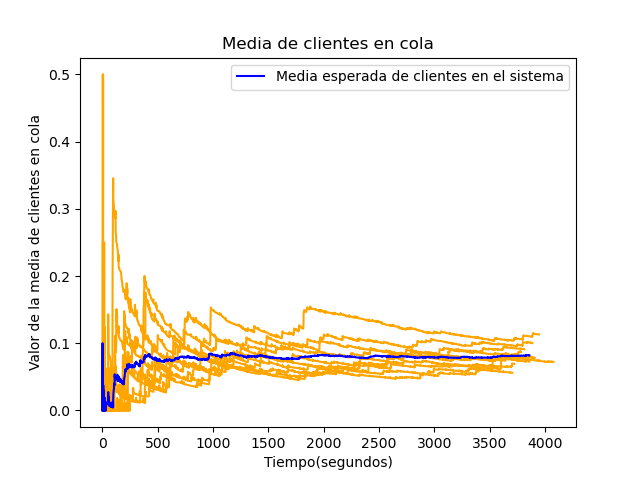 Media de clientes en cola
Media esperada de clientes en el sistema
Valor de la media de clientes en cola
0.5
0.4
0.3
0.2
0.1
0.0
0 500 1000 1500 2000 2500 3000 3500 4000
Tiempo(segundos)